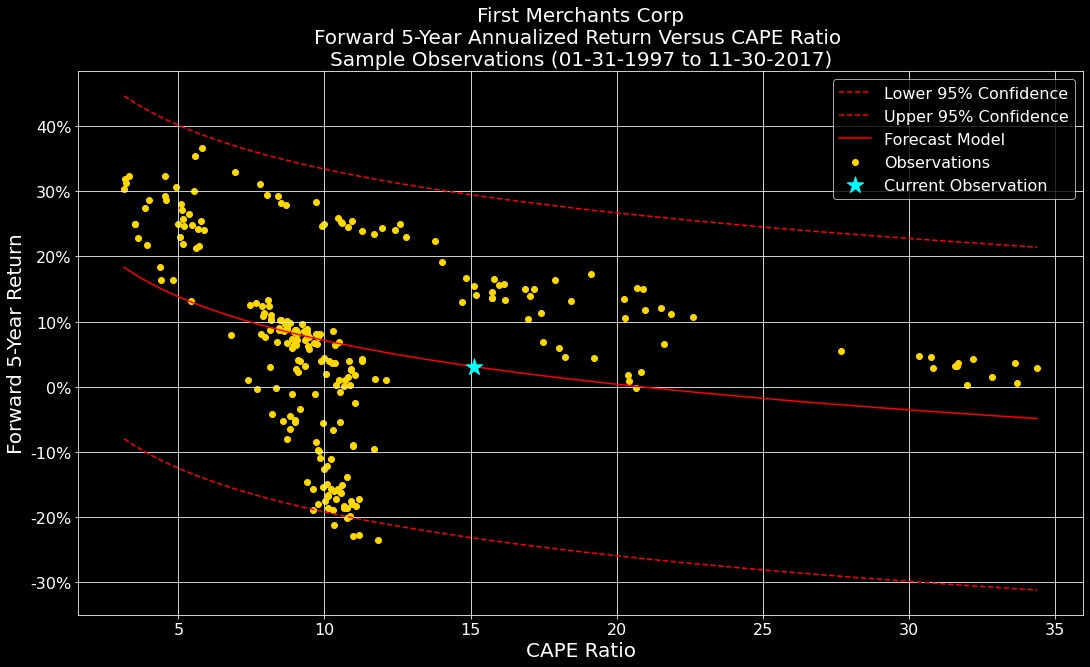 First Merchants Corp
Forward 5-Year Annualized Return Versus CAPE Ratio
Sample Observations (01-31-1997 to 11-30-2017)
Lower 95% Confidence
Upper 95% Confidence
Forecast Model
Observations
Current Observation
Forward 5-Year Return
40%
30%
20%
10%
0%
-10%
-20%
-30%
5 10 15 20 25 30 35
CAPE Ratio